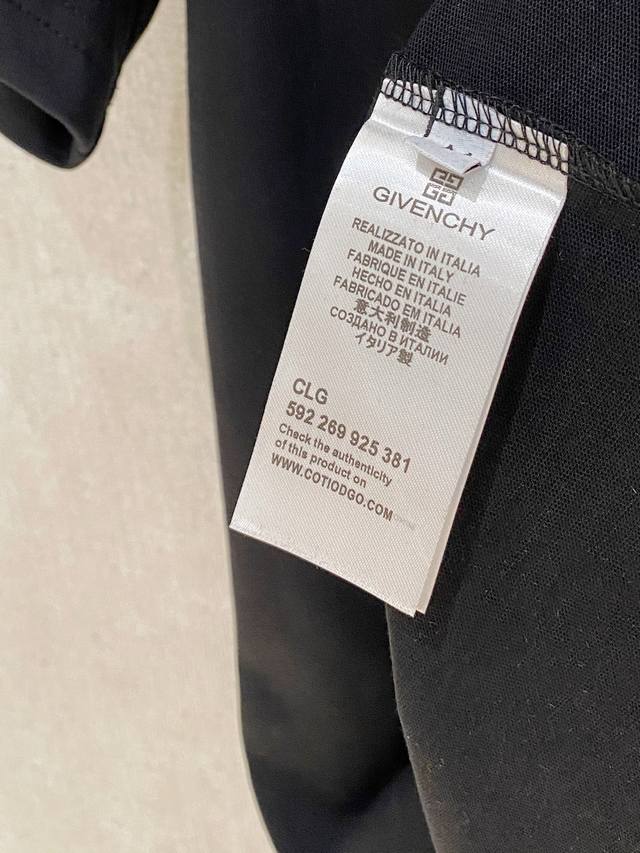 GIVENCHY
REALIZZATO IN ITALIA
MADE IN ITALY
FABRIQUE EN ITALIE
HECHO EN ITALIA
FABRICADO EM ITALIA
意大利制造
СОЗДАНО В ИТАЛИИ
イタリア製
CLG
592 269 925 381
Check the authenticity
of this product on
WWW.COTIODGO.COM